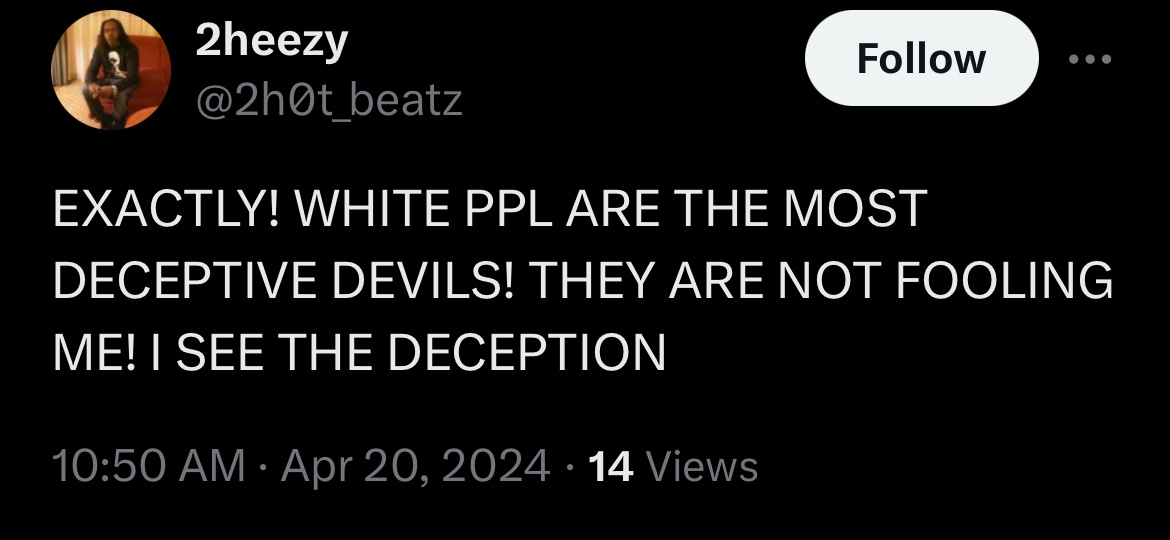 2heezy
Follow
@2h0t_beatz
EXACTLY! WHITE PPL ARE THE MOST
DECEPTIVE DEVILS! THEY ARE NOT FOOLING
ME! I SEE THE DECEPTION
10:50 AM · Apr 20, 2024 · 14 Views